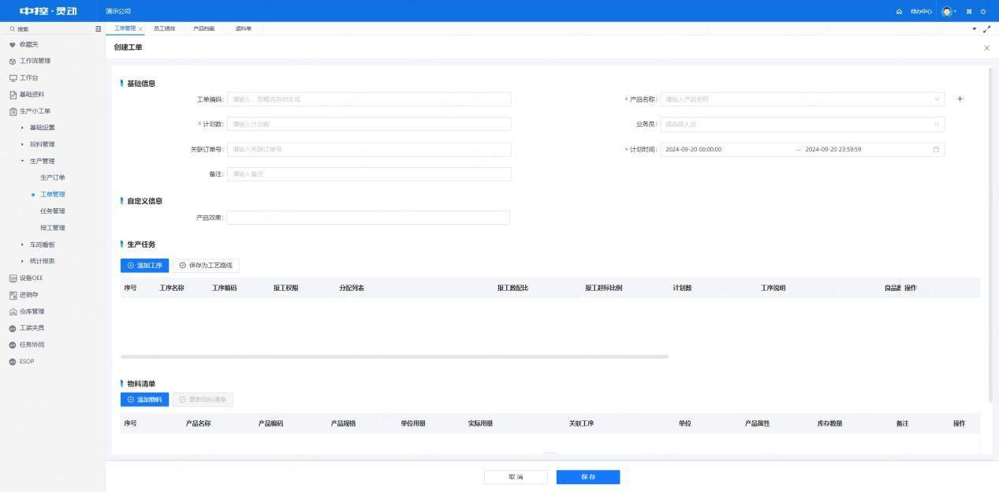 中控·灵动
演示公司
待办中心
搜索
工单管理 员工绩效 产品档案 退料单
收藏夹
工作流管理
工作台
基础资料
生产小工单
基础设置
投料管理
生产管理
生产订单
工单管理
任务管理
报工管理
车间看板
统计报表
设备OEE
进销存
仓库管理
工装夹具
任务协同
ESOP
创建工单
基础信息
工单编码: 请输入，忽略将自动生成
* 产品名称: 请输入产品名称
* 计划数: 请输入计划数
业务员: 请选择人员
关联订单号: 请输入关联订单号
* 计划时间: 2024-09-20 00:00:00 → 2024-09-20 23:59:59
备注: 请输入备注
自定义信息
产品效果:
生产任务
添加工序 保存为工艺路线
序号 工序名称 工序编码 报工权限 分配列表 报工数配比 报工超标比例 计划数 工序说明 良品数 操作
物料清单
添加物料 更新物料清单
序号 产品名称 产品编码 产品规格 单位用量 实际用量 关联工序 单位 产品属性 库存数量 备注 操作
取消 保存